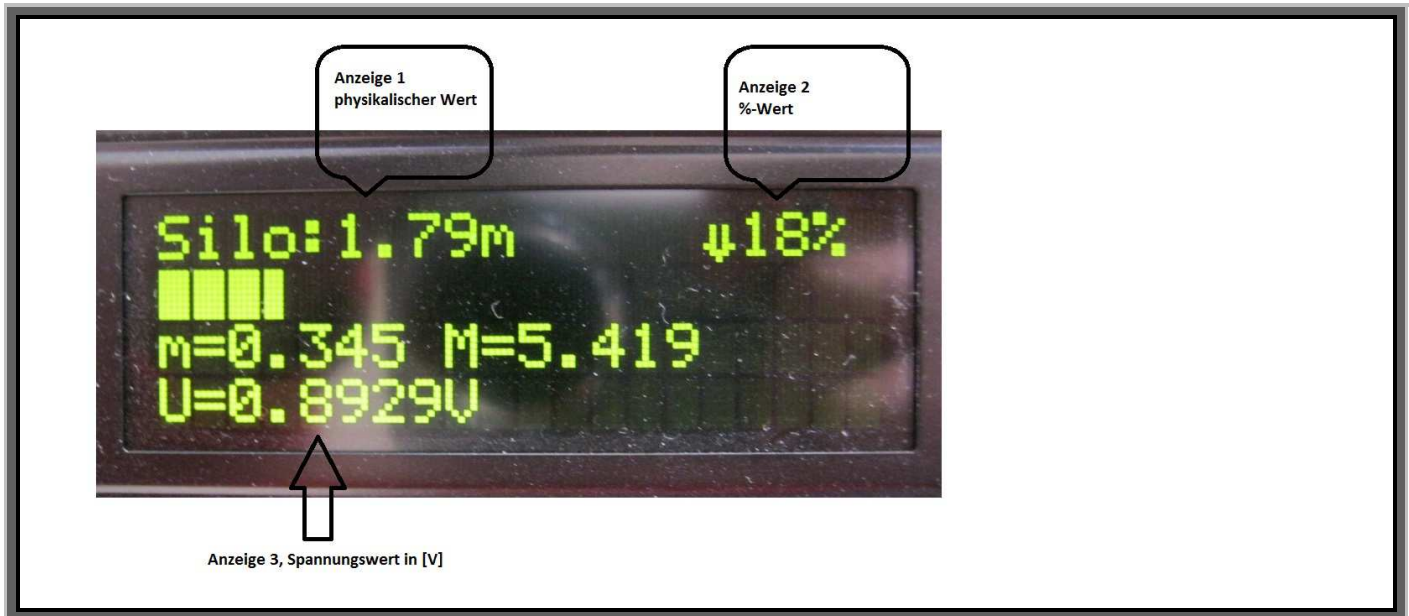 Anzeige 1
physikalischer Wert
Anzeige 2
%-Wert
Silo:1.79m ↓18%
m=0.345 M=5.419
U=0.8929V
Anzeige 3, Spannungswert in [V]